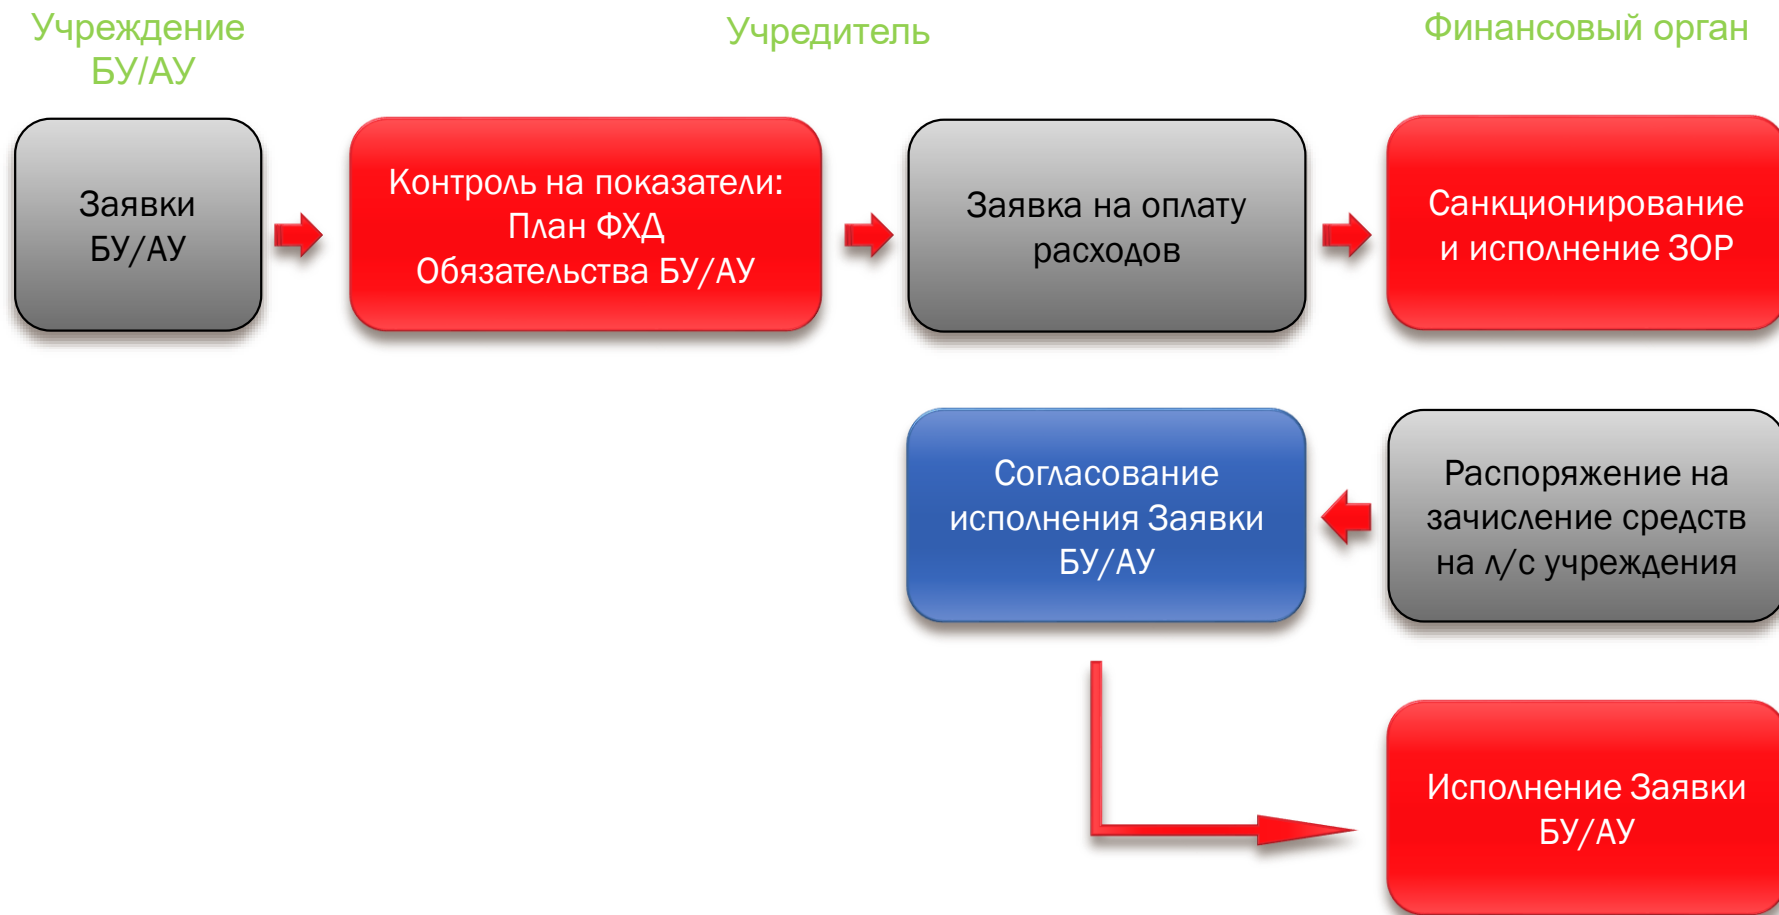 Учреждение
БУ/АУ
Учредитель
Финансовый орган
Заявки
БУ/АУ
Контроль на показатели:
План ФХД
Обязательства БУ/АУ
Заявка на оплату
расходов
Санкционирование
и исполнение ЗОР
Согласование
исполнения Заявки
БУ/АУ
Распоряжение на
зачисление средств
на л/с учреждения
Исполнение Заявки
БУ/АУ